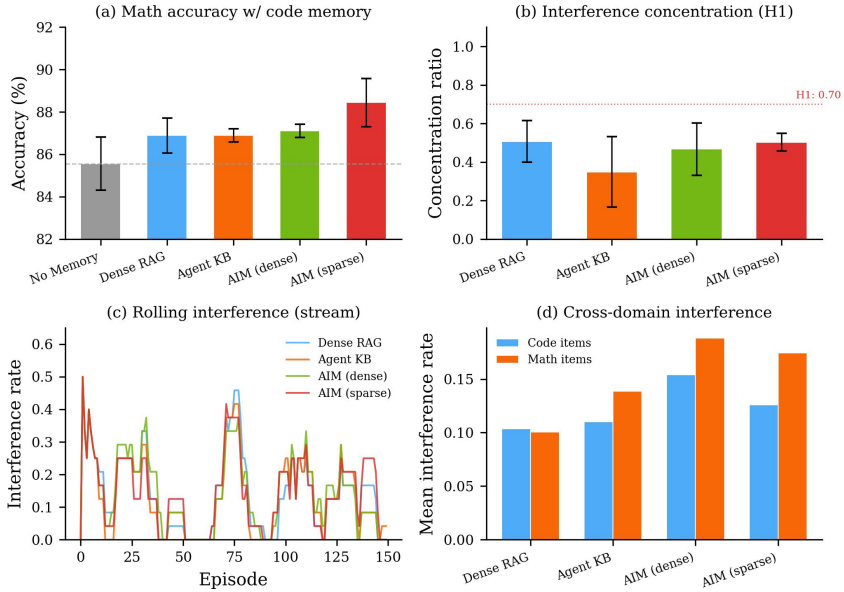 (a) Math accuracy w/ code memory
Accuracy (%)
92
90
88
86
84
82
No Memory
Dense RAG
Agent KB
AIM (dense)
AIM (sparse)
(b) Interference concentration (H1)
Concentration ratio
1.0
0.8
0.6
0.4
0.2
0.0
H1: 0.70
Dense RAG
Agent KB
AIM (dense)
AIM (sparse)
(c) Rolling interference (stream)
Interference rate
0.6
0.5
0.4
0.3
0.2
0.1
0.0
Dense RAG
Agent KB
AIM (dense)
AIM (sparse)
0 25 50 75 100 125 150
Episode
(d) Cross-domain interference
Mean interference rate
0.15
0.10
0.05
0.00
Code items
Math items
Dense RAG
Agent KB
AIM (dense)
AIM (sparse)